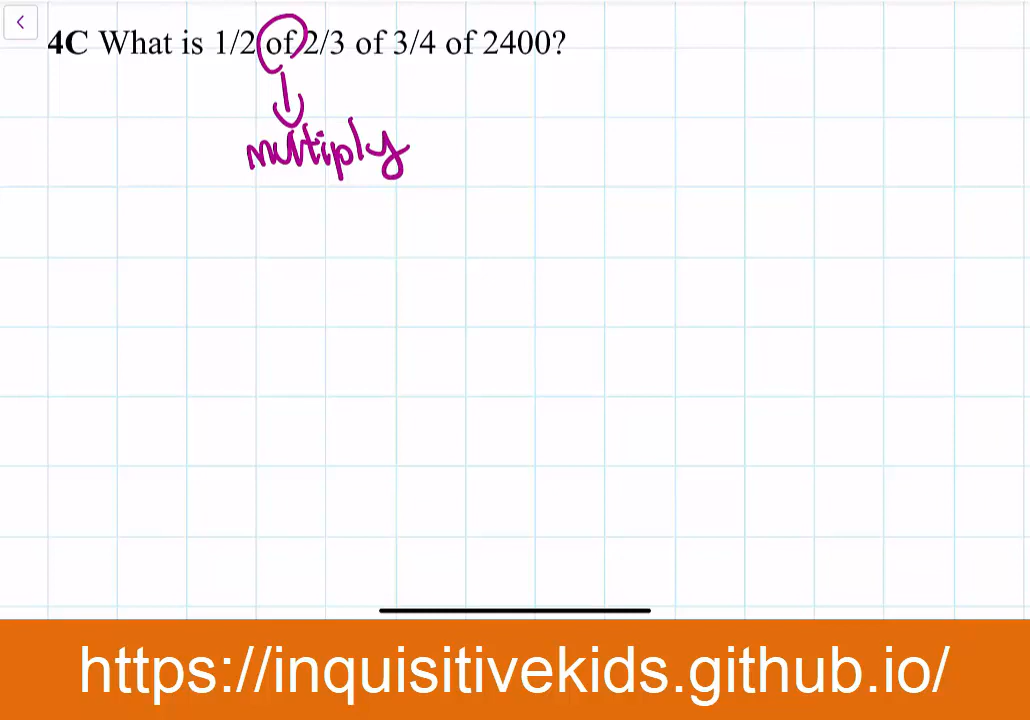 4C What is 1/2 of 2/3 of 3/4 of 2400?
multiply
https://inquisitivekids.github.io/